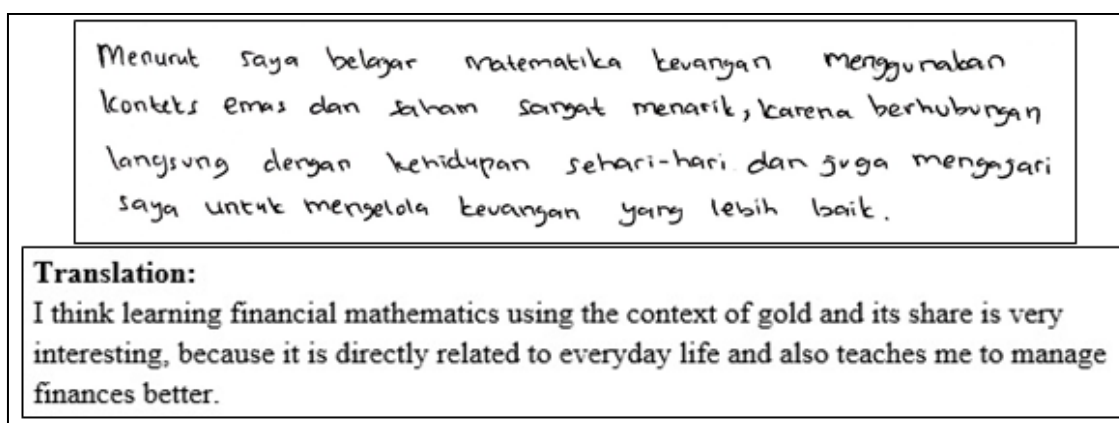 Menurut saya belajar matematika keuangan menggunakan
konteks emas dan saham sangat menarik, karena berhubungan
langsung dengan kehidupan sehari-hari dan juga mengajari
saya untuk mengelola keuangan yang lebih baik.
Translation:
I think learning financial mathematics using the context of gold and its share is very
interesting, because it is directly related to everyday life and also teaches me to manage
finances better.